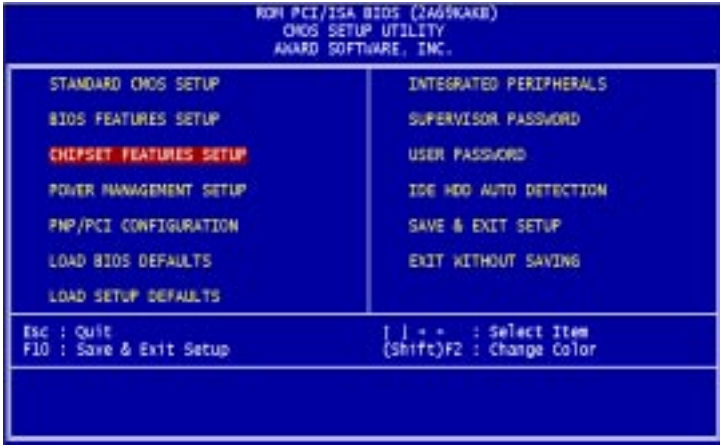 ROM PCI/ISA BIOS (2A69KAKB)
CMOS SETUP UTILITY
AWARD SOFTWARE, INC.
STANDARD CMOS SETUP
BIOS FEATURES SETUP
CHIPSET FEATURES SETUP
POWER MANAGEMENT SETUP
PNP/PCI CONFIGURATION
LOAD BIOS DEFAULTS
LOAD SETUP DEFAULTS
INTEGRATED PERIPHERALS
SUPERVISOR PASSWORD
USER PASSWORD
IDE HDD AUTO DETECTION
SAVE & EXIT SETUP
EXIT WITHOUT SAVING
Esc : Quit
F10 : Save & Exit Setup
: Select Item
(Shift)F2 : Change Color